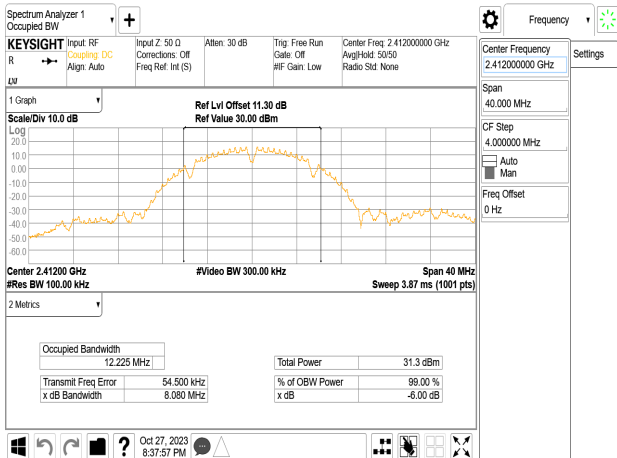 Spectrum Analyzer 1
Occupied BW
Frequency
KEYSIGHT
R
LXI
Input: RF
Coupling: DC
Align: Auto
Input Z: 50 Ω
Corrections: Off
Freq Ref: Int (S)
Atten: 30 dB
Trig: Free Run
Gate: Off
#IF Gain: Low
Center Freq: 2.412000000 GHz
Avg|Hold: 50/50
Radio Std: None
Center Frequency
2.412000000 GHz
Settings
Span
40.000 MHz
CF Step
4.000000 MHz
Auto
Man
Freq Offset
0 Hz
1 Graph
Scale/Div 10.0 dB
Ref Lvl Offset 11.30 dB
Ref Value 30.00 dBm
Log
20.0
10.0
0.00
-10.0
-20.0
-30.0
-40.0
-50.0
-60.0
Center 2.41200 GHz
#Video BW 300.00 kHz
Span 40 MHz
#Res BW 100.00 kHz
Sweep 3.87 ms (1001 pts)
2 Metrics
Occupied Bandwidth
12.225 MHz
Total Power 31.3 dBm
Transmit Freq Error 54.500 kHz
% of OBW Power 99.00 %
x dB Bandwidth 8.080 MHz
x dB -6.00 dB
?
Oct 27, 2023
8:37:57 PM